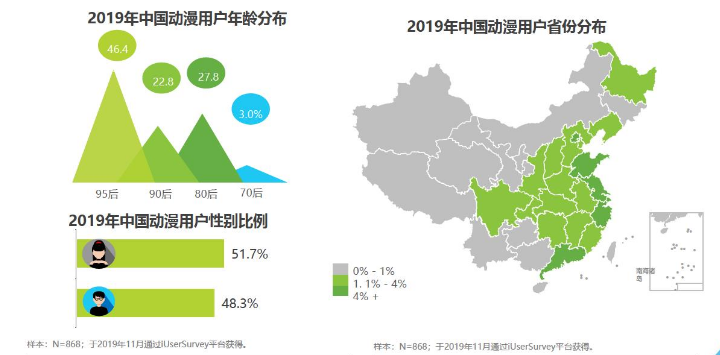 2019年中国动漫用户年龄分布
46.4
22.8
27.8
3.0%
95后
90后
80后
70后
2019年中国动漫用户性别比例
51.7%
48.3%
样本：N=868；于2019年11月通过iUserSurvey平台获得。
2019年中国动漫用户省份分布
0% - 1%
1. 1% - 4%
4% +
南海诸
岛
样本：N=868；于2019年11月通过iUserSurvey平台获得。